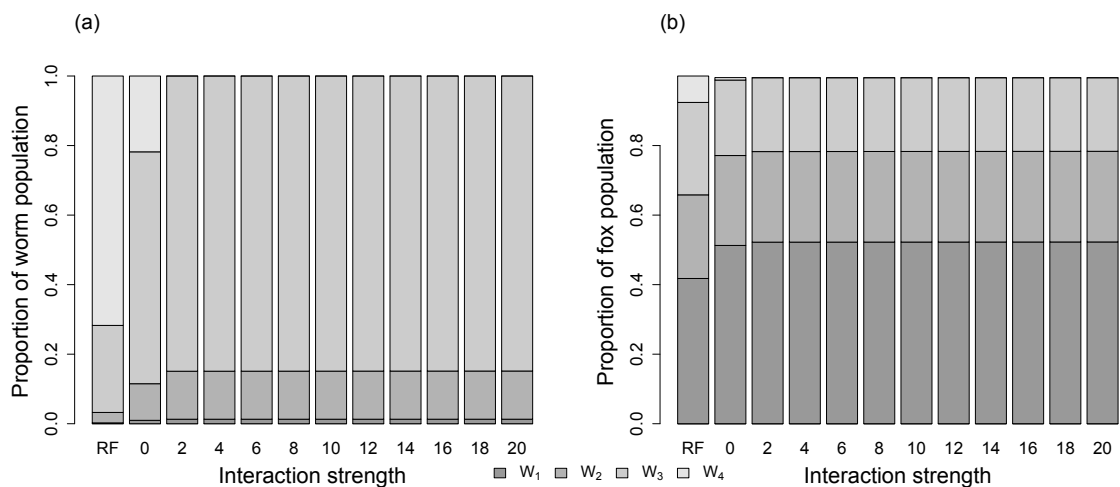 (a)
Proportion of worm population
1.0
0.8
0.6
0.4
0.2
0.0
RF 0 2 4 6 8 10 12 14 16 18 20
Interaction strength
(b)
Proportion of fox population
0.8
0.6
0.4
0.2
0.0
RF 0 2 4 6 8 10 12 14 16 18 20
Interaction strength
W1 W2 W3 W4